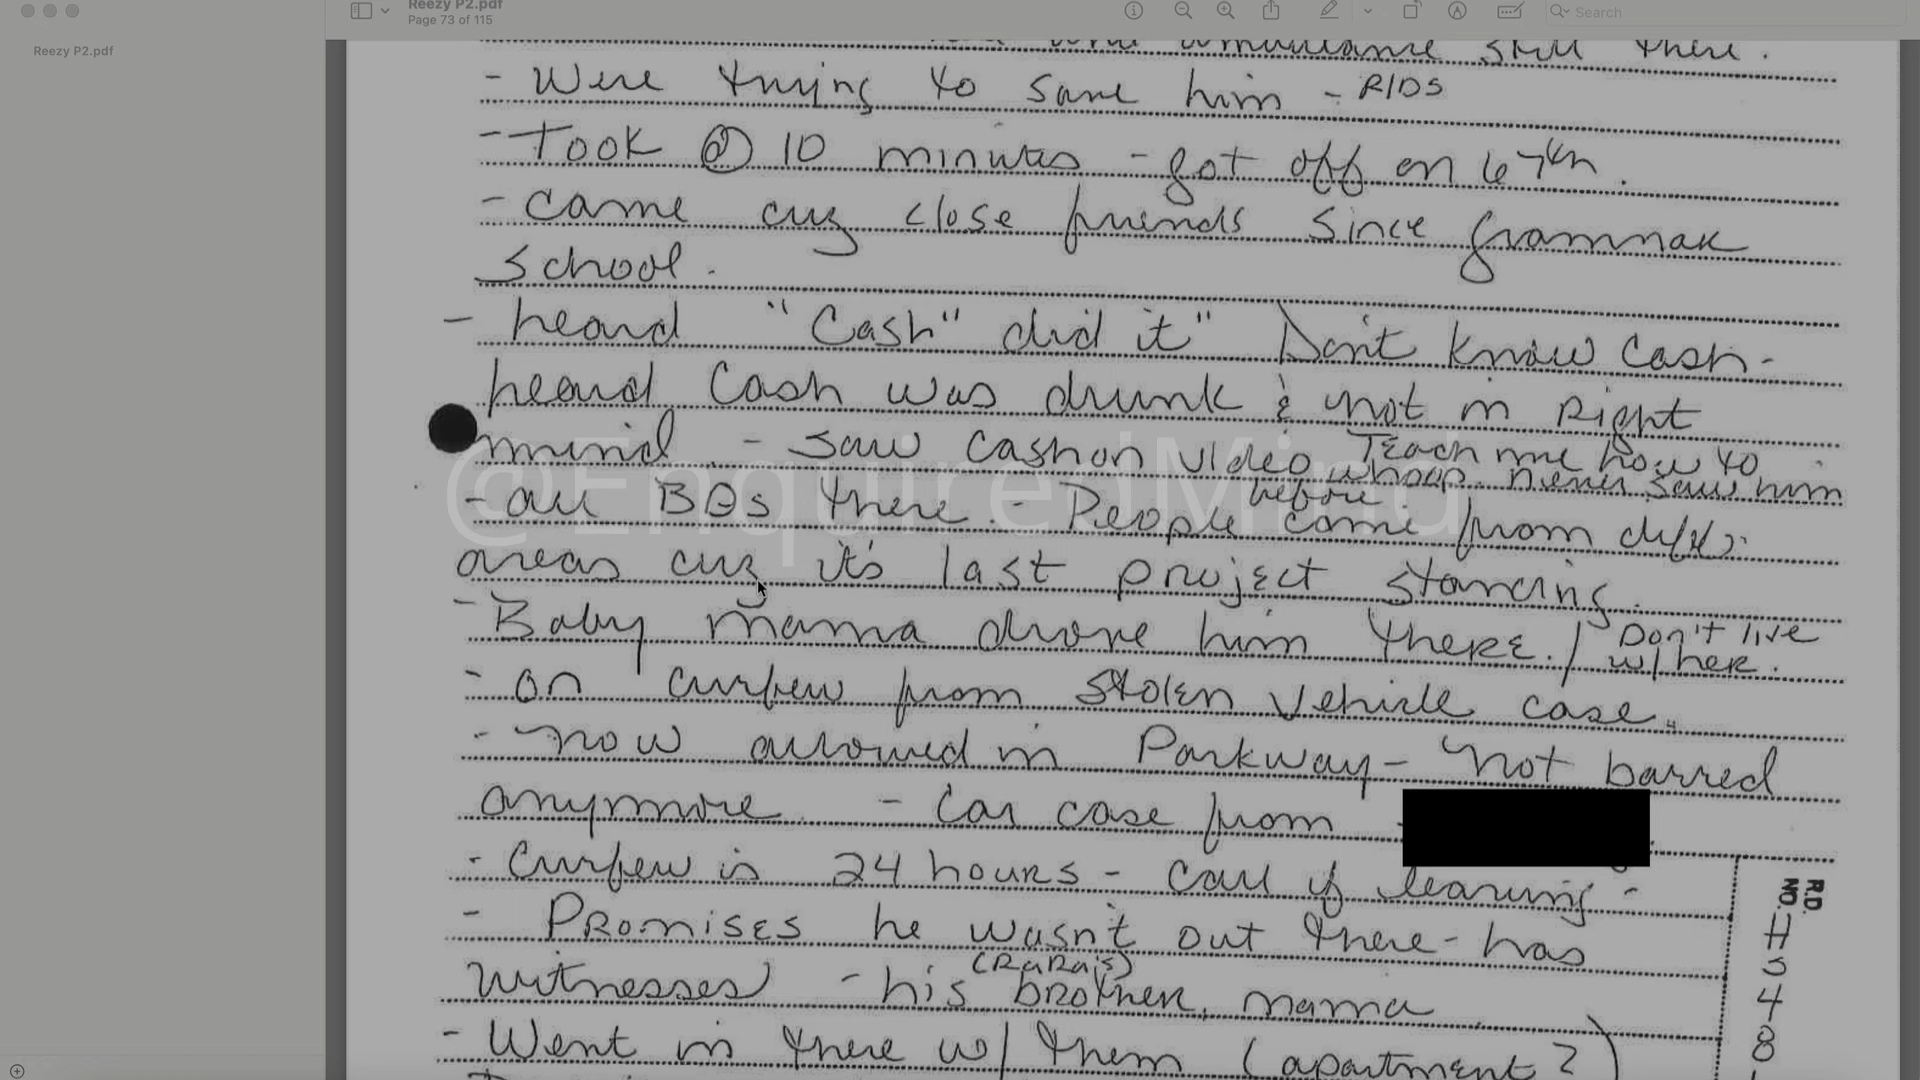 Reezy P2.pdf
Page 73 of 115
Search
Reezy P2.pdf
ambulance still there.
- Were trying to save him - RIDS
- Took @ 10 minutes - got off on 67th.
- came cuz close friends since grammar
school.
- heard "Cash" did it" Don't know Cash -
heard Cash was drunk & not in right
mind. - saw Cash on video Teach me how to
whoop. never saw him
before
- all BDs there. - People come from diff.
areas cuz it's last project standing.
- Baby mama drove him there. / Don't live
w/ her.
- on curfew from stolen vehicle case.
- now allowed in Parkway - not barred
anymore - Car case from
- Curfew is 24 hours - call if leaving -
- Promises he wasn't out there - has
(RaRa's)
witnesses - his brother, mama
- Went in there w/ them (apartment?)
R.D.
NO.
H
S
4
8
@EnquiredMind